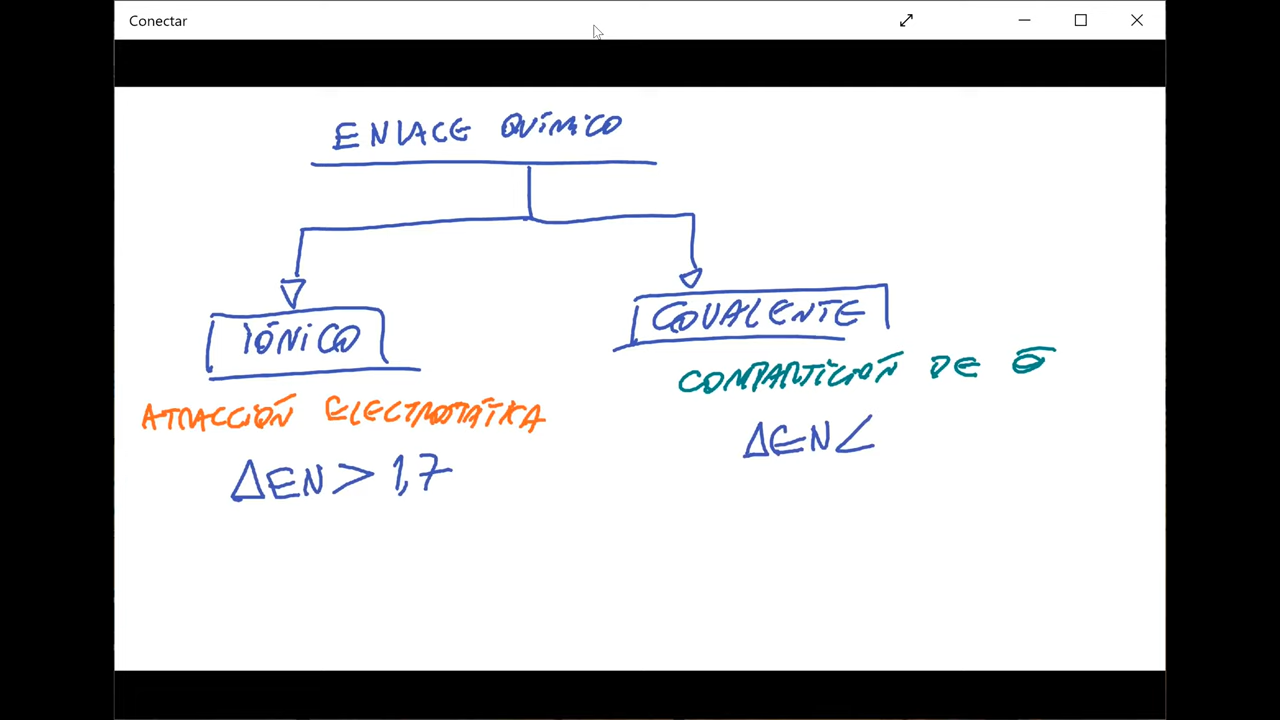 Conectar
ENLACE QUÍMICO
IÓNICO
COVALENTE
ATRACCIÓN ELECTROSTÁTICA
COMPARTICIÓN DE e⁻
ΔEN > 1,7
ΔEN <